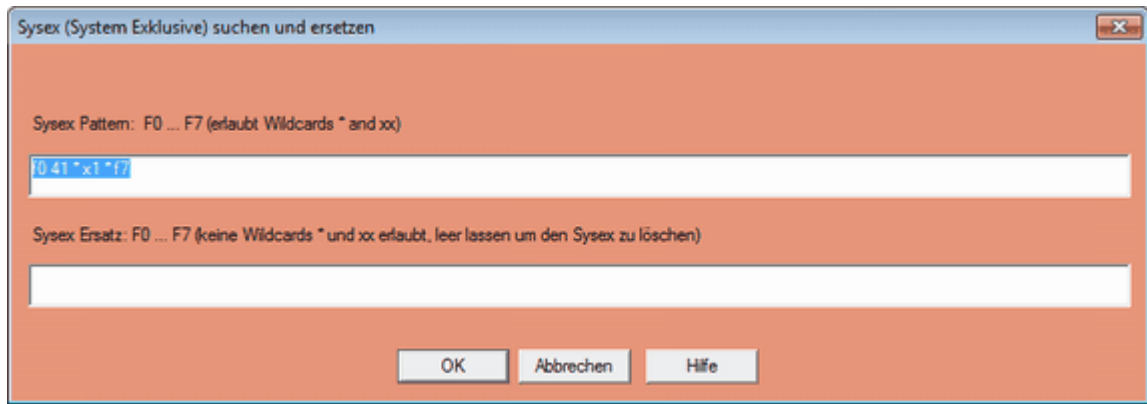 Sysex (System Exklusive) suchen und ersetzen
Sysex Pattern: F0 ... F7 (erlaubt Wildcards * and xx)
f0 41 * x1 * f7
Sysex Ersatz: F0 ... F7 (keine Wildcards * und xx erlaubt, leer lassen um den Sysex zu löschen)
OK Abbrechen Hilfe